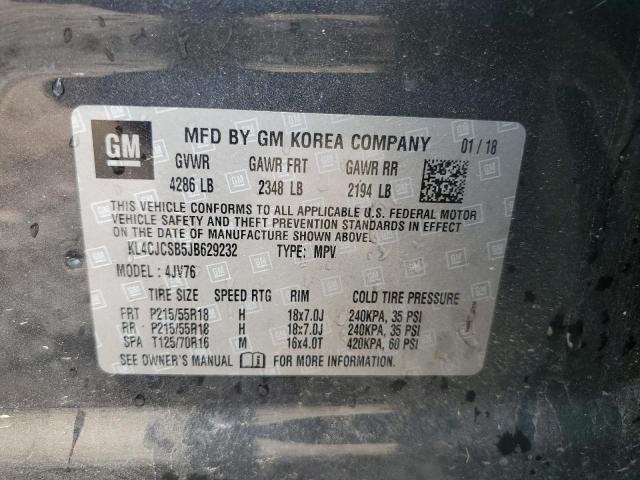 GM
MFD BY GM KOREA COMPANY 01 / 18
GVWR GAWR FRT GAWR RR
4286 LB 2348 LB 2194 LB
THIS VEHICLE CONFORMS TO ALL APPLICABLE U.S. FEDERAL MOTOR
VEHICLE SAFETY AND THEFT PREVENTION STANDARDS IN EFFECT
ON THE DATE OF MANUFACTURE SHOWN ABOVE.
KL4CJCSB5JB629232 TYPE: MPV
MODEL : 4JV76
TIRE SIZE SPEED RTG RIM COLD TIRE PRESSURE
FRT P215/55R18 H 18x7.0J 240KPA, 35 PSI
RR P215/55R18 H 18x7.0J 240KPA, 35 PSI
SPA T125/70R16 M 16x4.0T 420KPA, 60 PSI
SEE OWNER'S MANUAL FOR MORE INFORMATION.